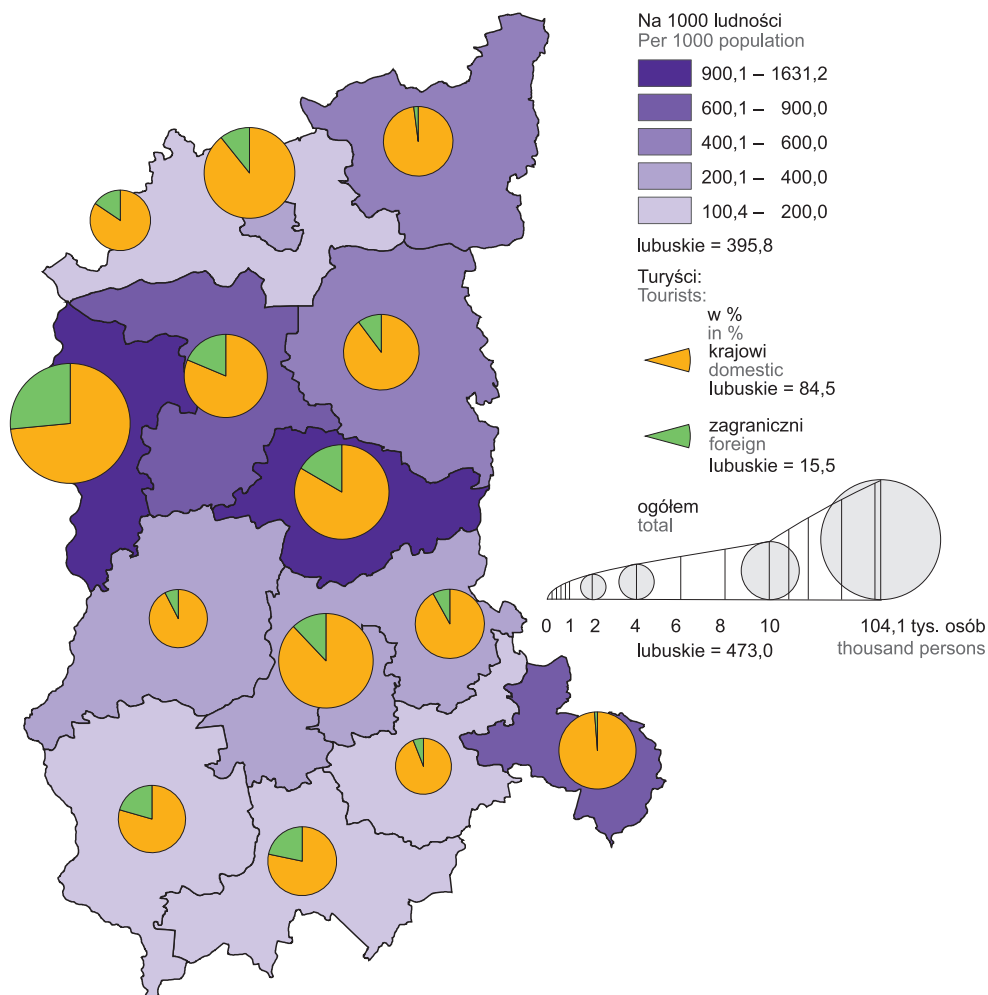 Na 1000 ludności
Per 1000 population
900,1 – 1631,2
600,1 – 900,0
400,1 – 600,0
200,1 – 400,0
100,4 – 200,0
lubuskie = 395,8
Turyści:
Tourists:
w %
in %
krajowi
domestic
lubuskie = 84,5
zagraniczni
foreign
lubuskie = 15,5
ogółem
total
0 1 2 4 6 8 10 104,1 tys. osób
lubuskie = 473,0 thousand persons